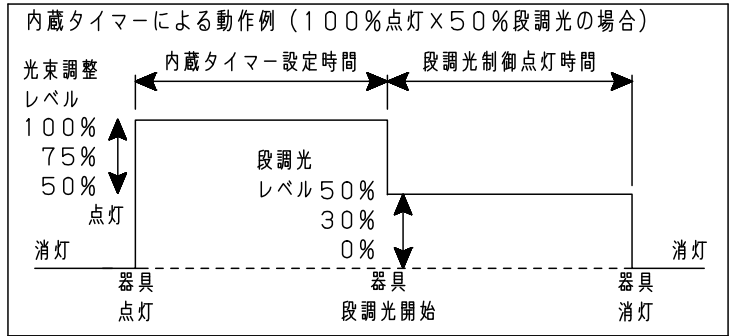 内蔵タイマーによる動作例(100%点灯×50%段調光の場合)
光束調整
レベル
100%
75%
50%
点灯
内蔵タイマー設定時間
段調光制御点灯時間
段調光
レベル50%
30%
0%
消灯
消灯
器具
点灯
器具
段調光開始
器具
消灯